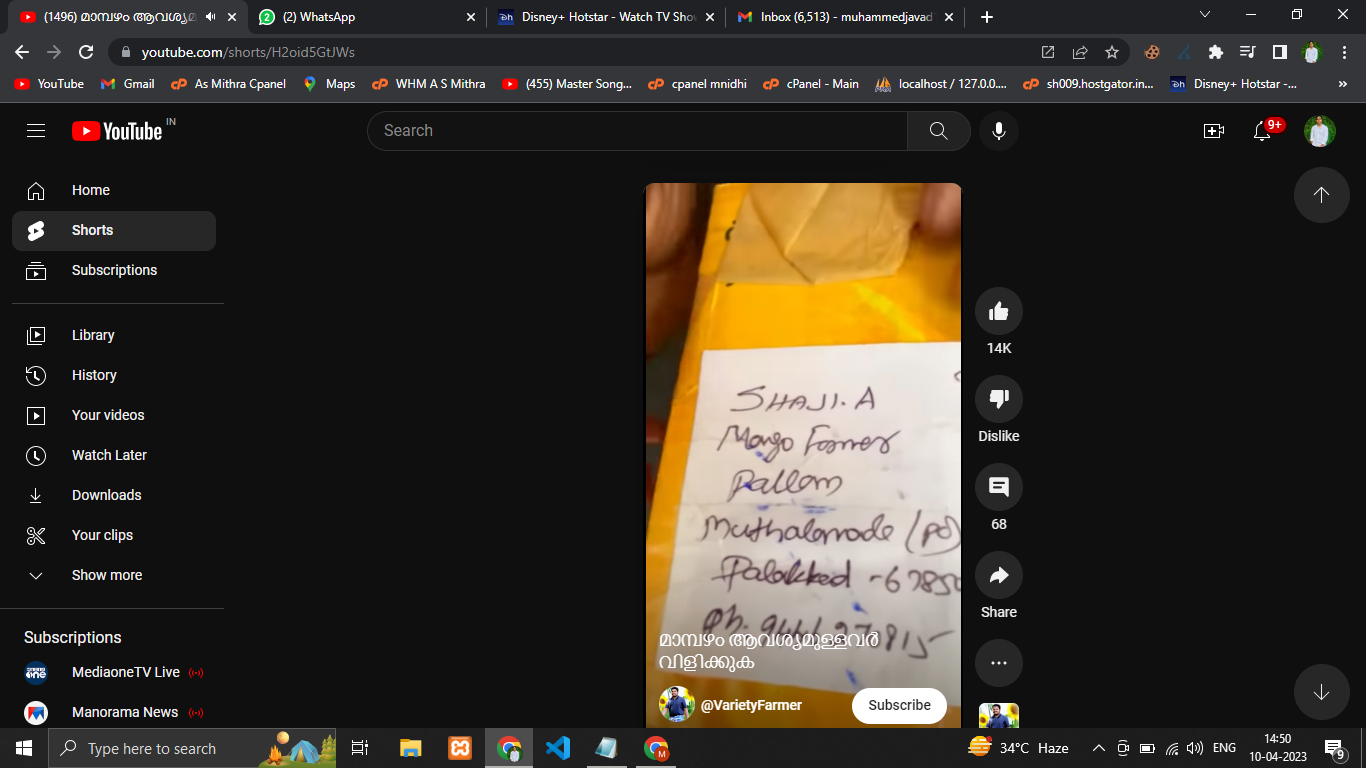 (1496) മാമ്പഴം ആവശ്യമ
(2) WhatsApp
Disney+ Hotstar - Watch TV Sho
Inbox (6,513) - muhammedjavad
youtube.com/shorts/H2oid5GtJWs
YouTube
Gmail
As Mithra Cpanel
Maps
WHM A S Mithra
(455) Master Song...
cpanel mnidhi
cPanel - Main
localhost / 127.0.0....
sh009.hostgator.in...
Disney+ Hotstar -...
»
YouTube IN
Search
9+
Home
Shorts
Subscriptions
Library
History
Your videos
Watch Later
Downloads
Your clips
Show more
Subscriptions
MediaoneTV Live
Manorama News
SHAJI.A
Mango Farmer
Pallam
Muthalamade (PO)
Palakkad -67850
Ph.
മാമ്പഴം ആവശ്യമുള്ളവർ
വിളിക്കുക
@VarietyFarmer
Subscribe
14K
Dislike
68
Share
Type here to search
34°C Haze
ENG
14:50
10-04-2023
9